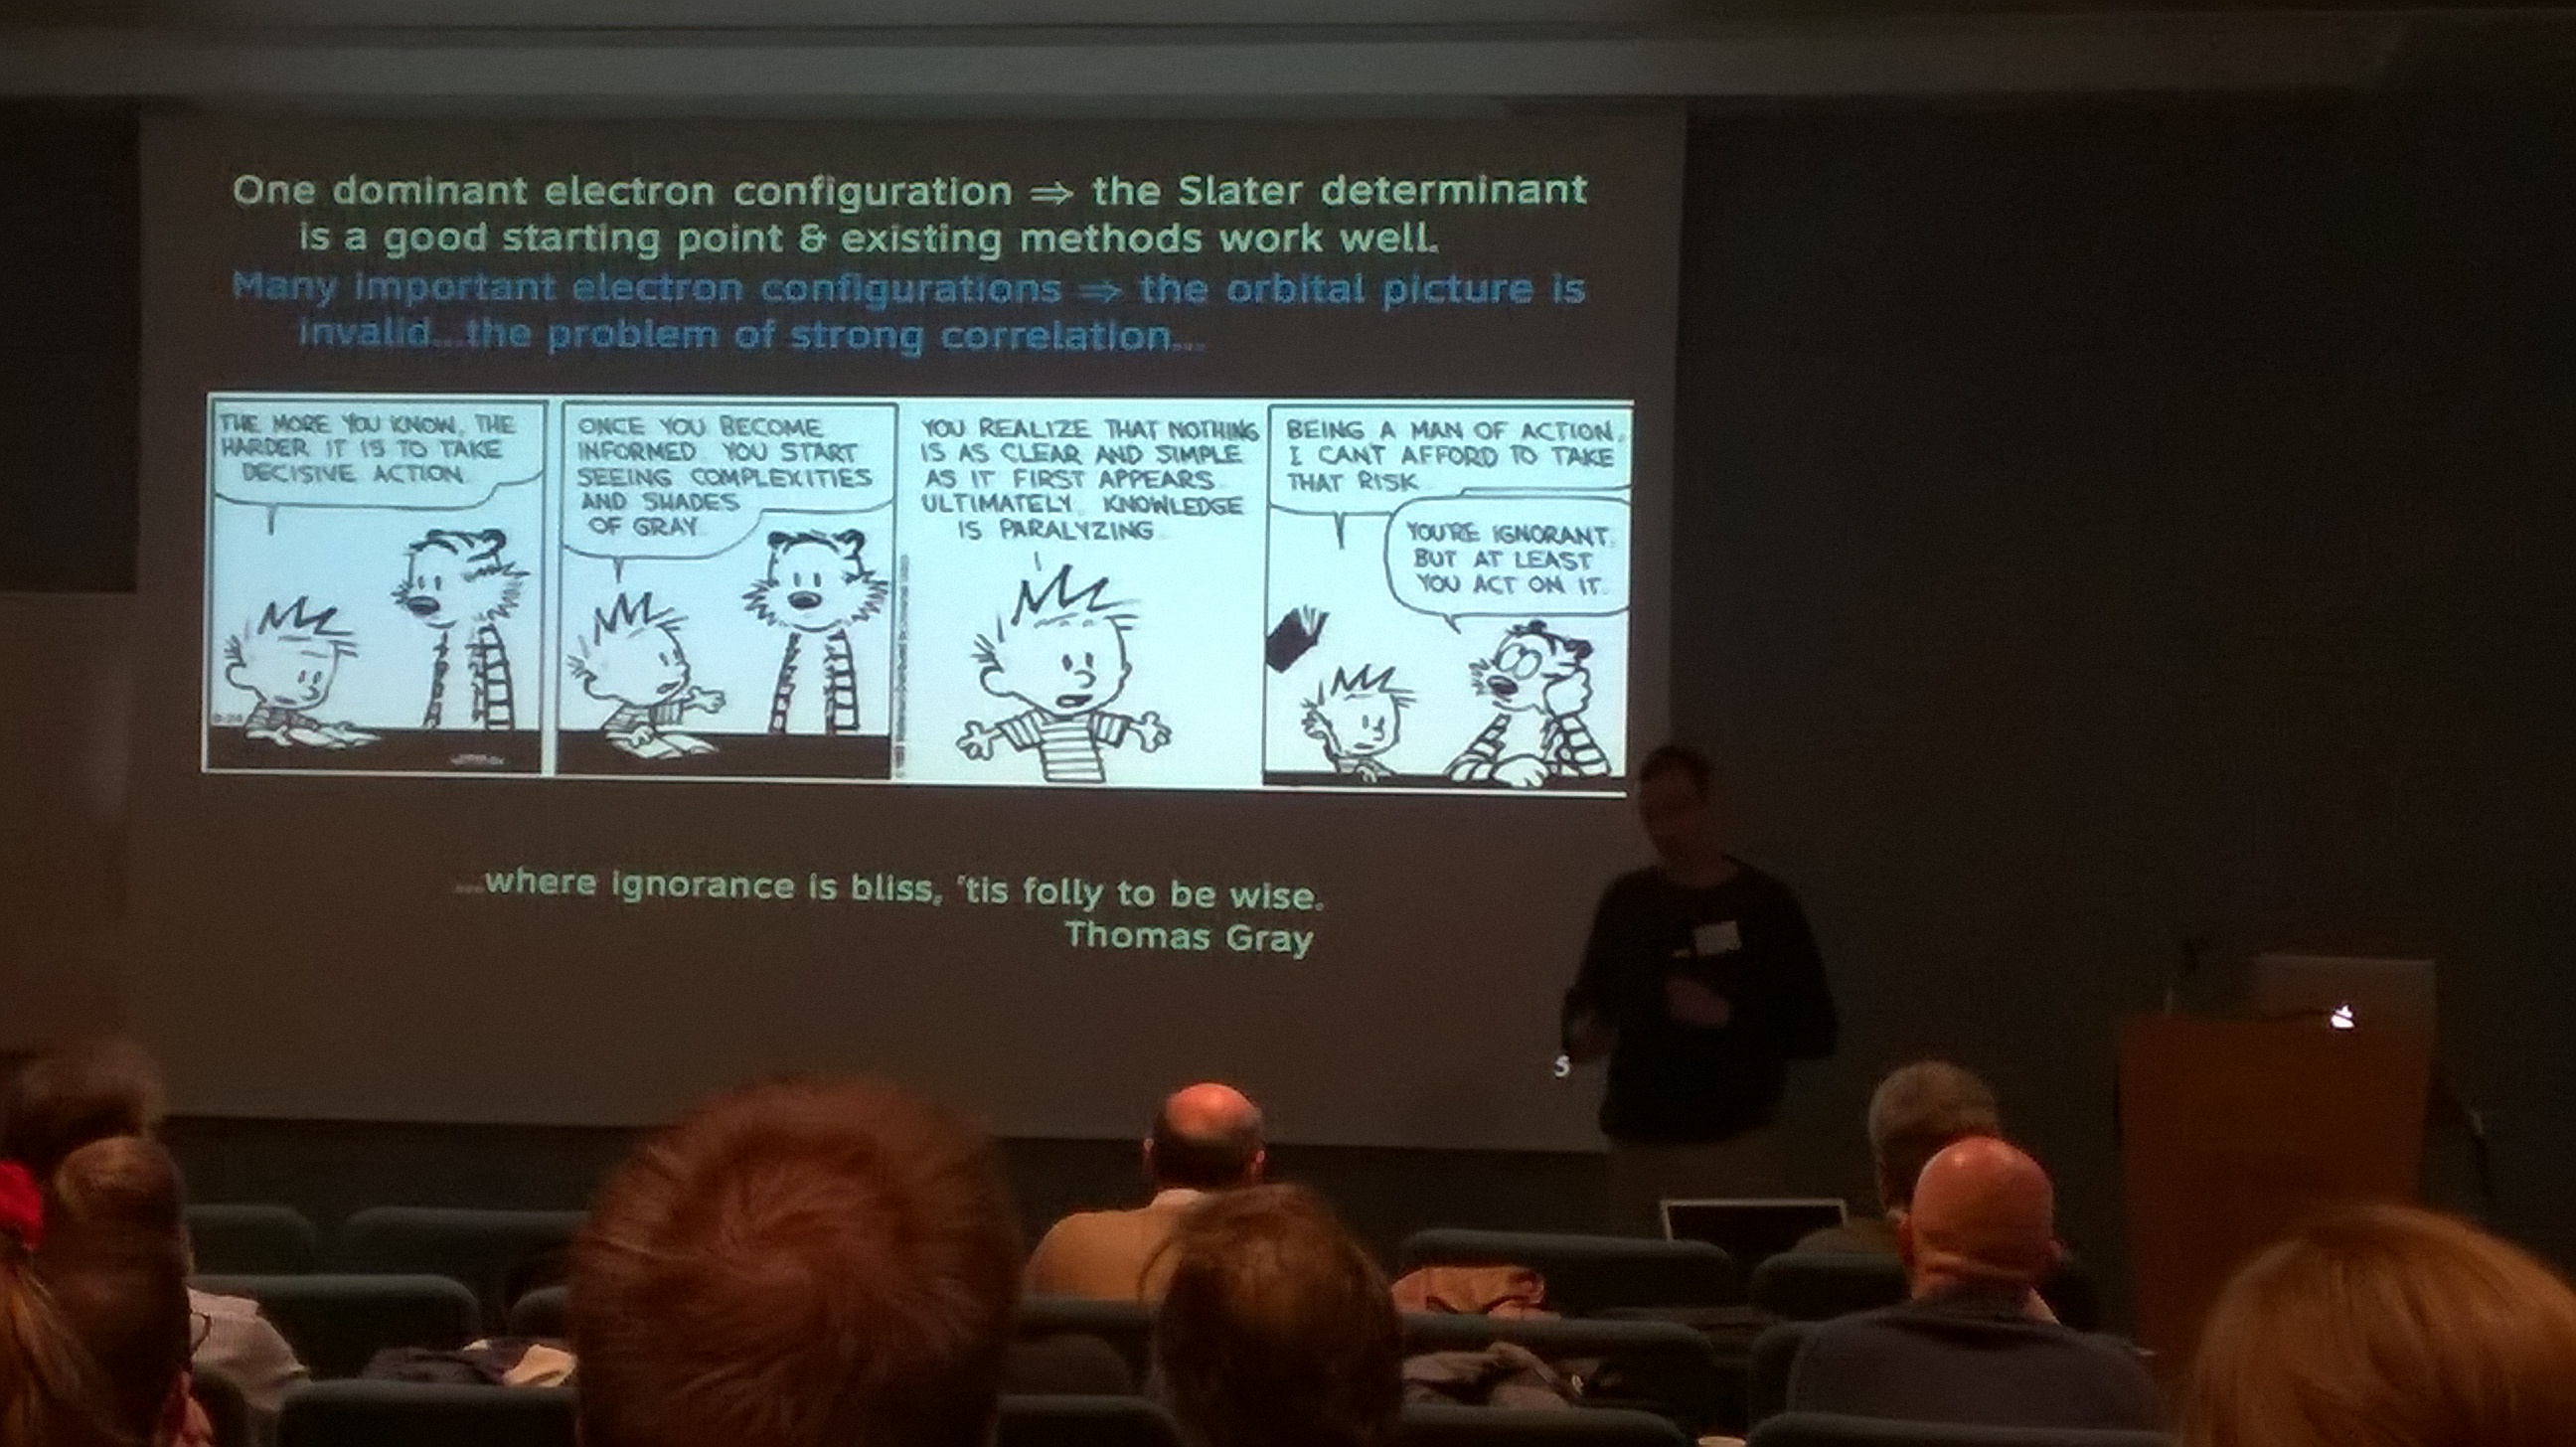 One dominant electron configuration ⇒ the Slater determinant
is a good starting point & existing methods work well.
Many important electron configurations ⇒ the orbital picture is
invalid...the problem of strong correlation...
THE MORE YOU KNOW, THE
HARDER IT IS TO TAKE
DECISIVE ACTION.
ONCE YOU BECOME
INFORMED, YOU START
SEEING COMPLEXITIES
AND SHADES
OF GRAY.
YOU REALIZE THAT NOTHING
IS AS CLEAR AND SIMPLE
AS IT FIRST APPEARS.
ULTIMATELY, KNOWLEDGE
IS PARALYZING.
BEING A MAN OF ACTION,
I CAN'T AFFORD TO TAKE
THAT RISK.
YOU'RE IGNORANT,
BUT AT LEAST
YOU ACT ON IT.
...where ignorance is bliss, 'tis folly to be wise.
Thomas Gray
5